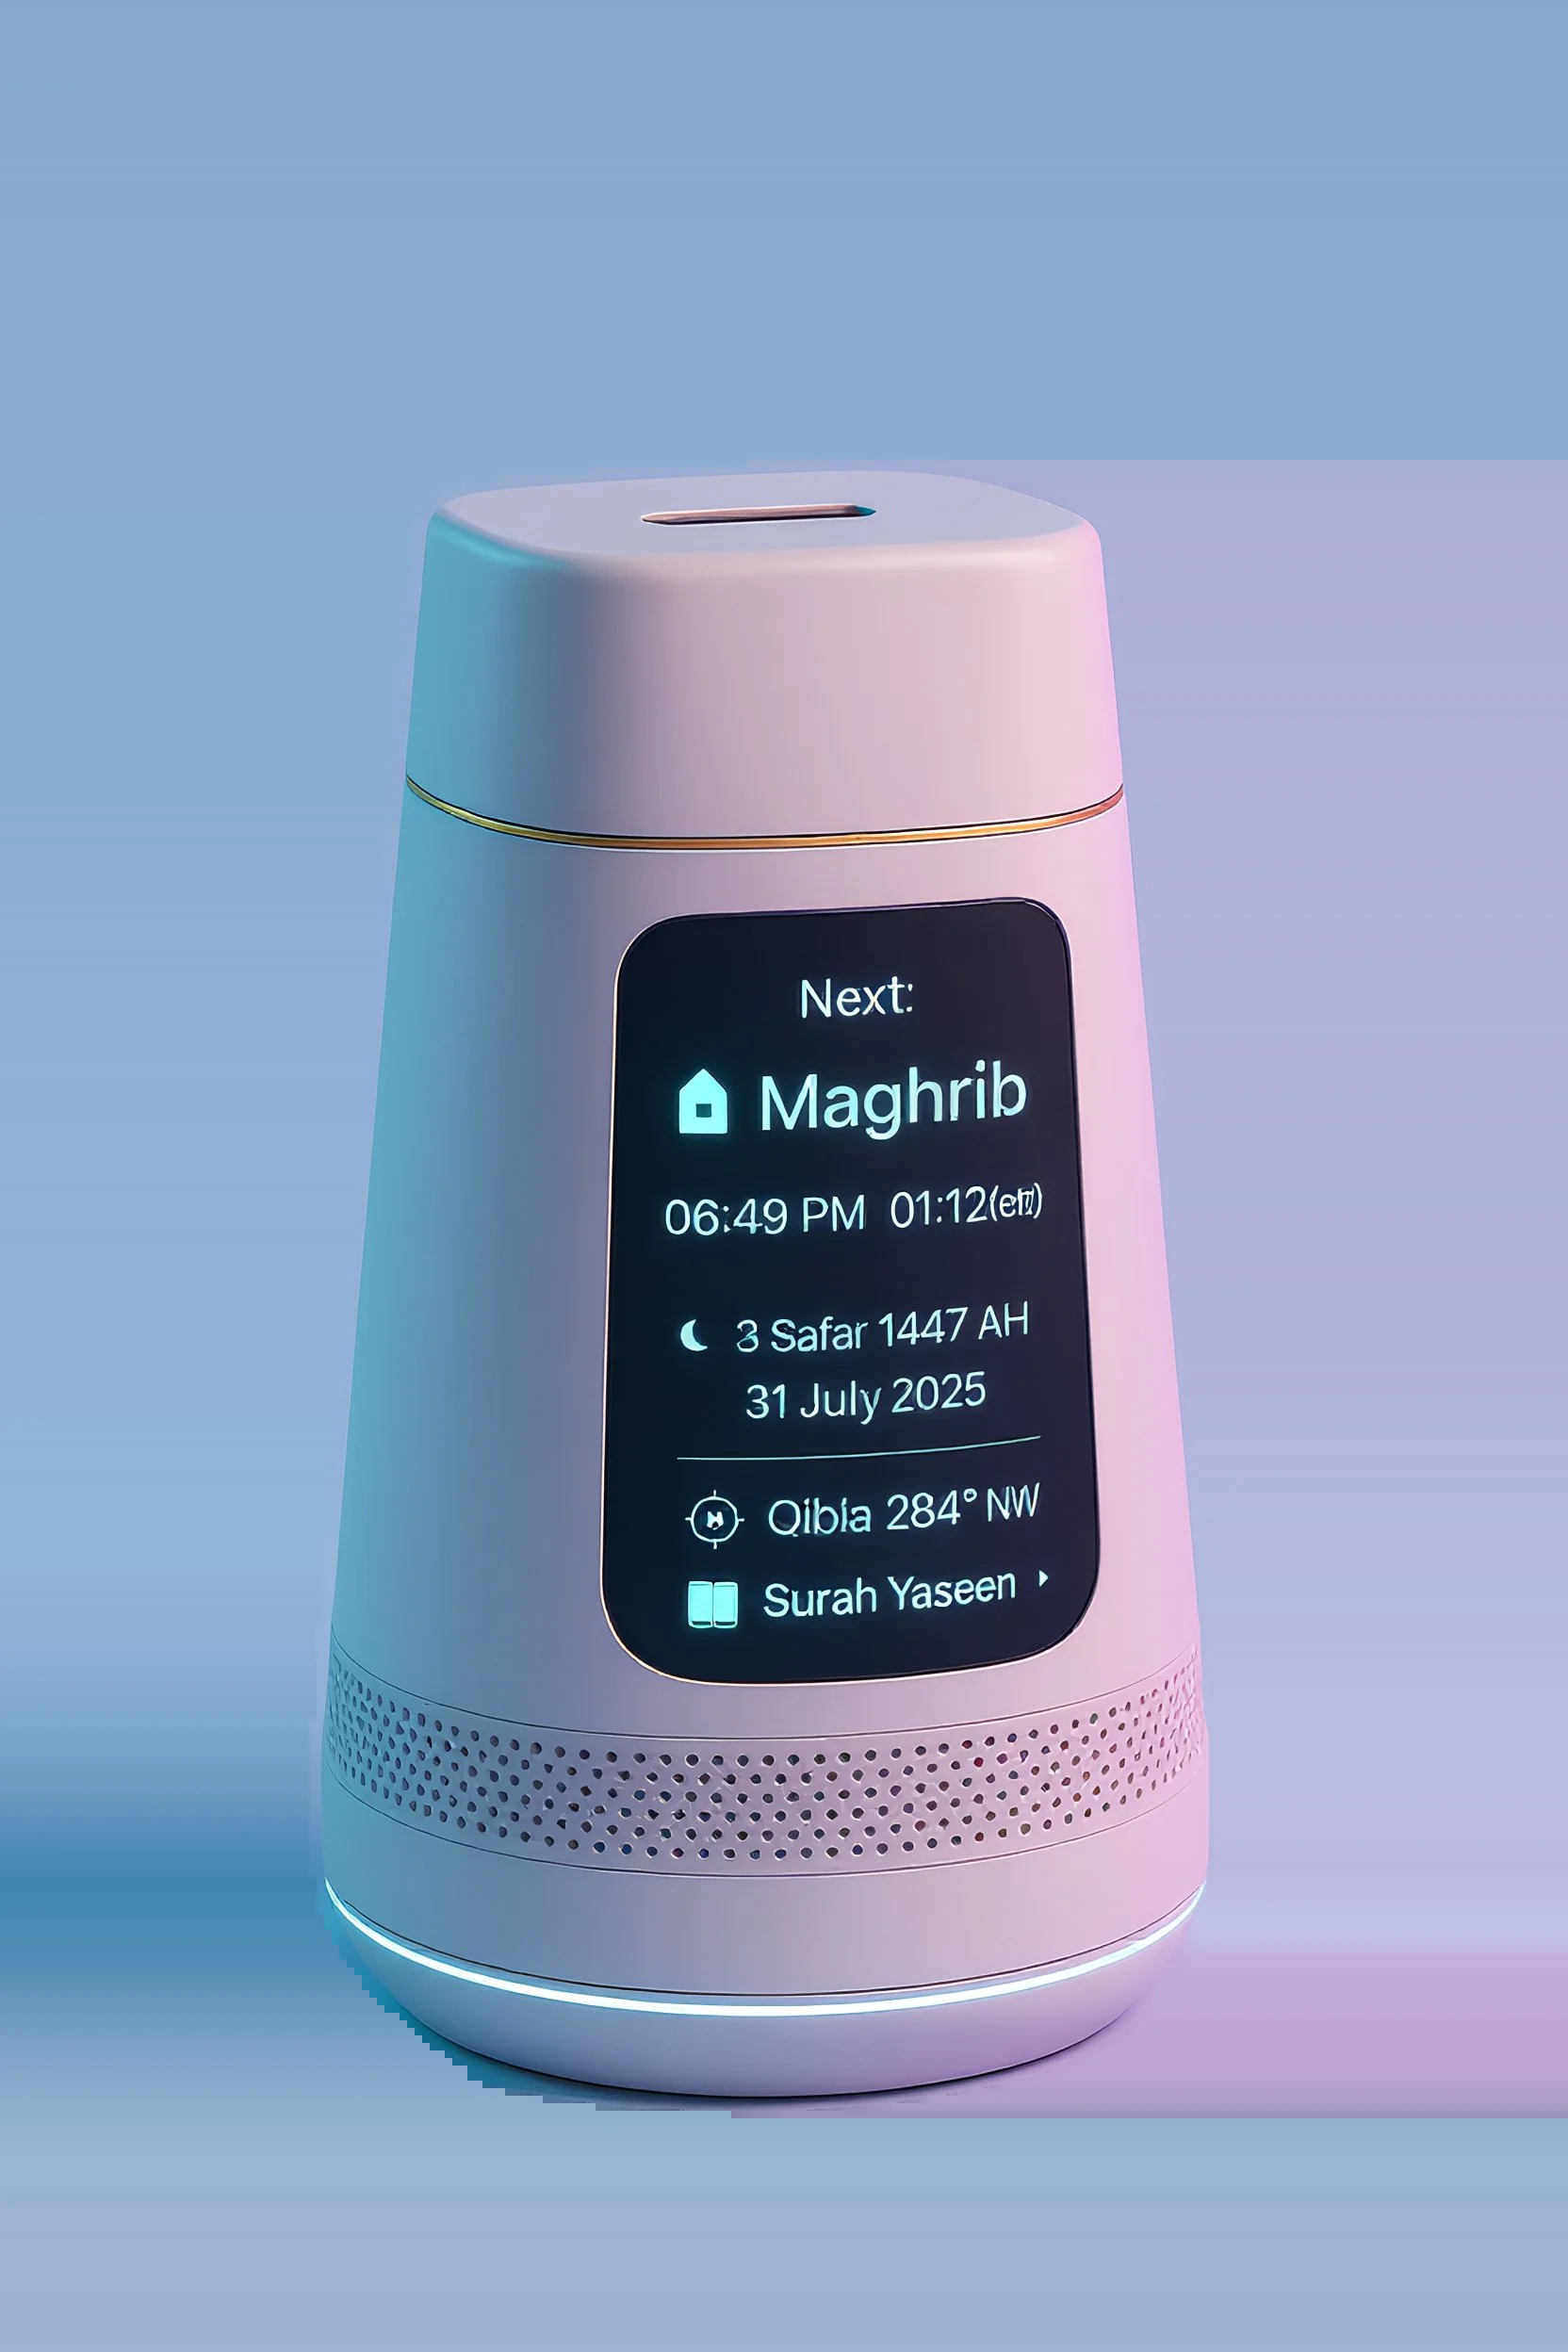 Next:
Maghrib
06:49 PM 01:12
3 Safar 1447 AH
31 July 2025
Qibla 284° NW
Surah Yaseen